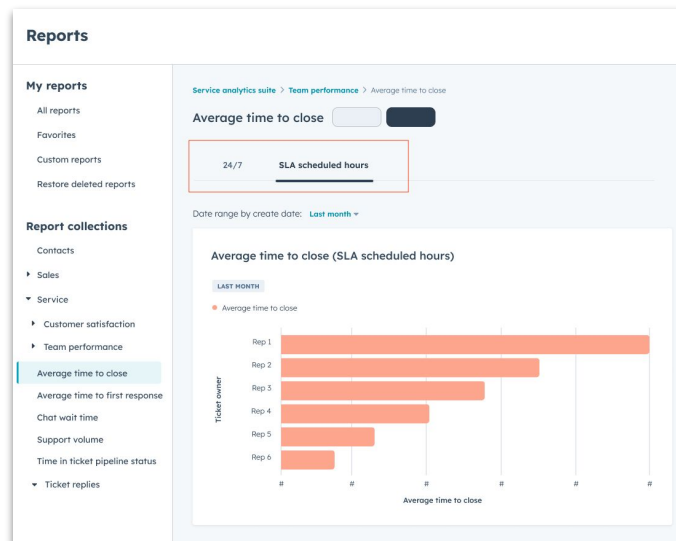 Reports
My reports
All reports
Favorites
Custom reports
Restore deleted reports
Report collections
Contacts
Sales
Service
Customer satisfaction
Team performance
Average time to close
Average time to first response
Chat wait time
Support volume
Time in ticket pipeline status
Ticket replies
Service analytics suite > Team performance > Average time to close
Average time to close
24/7 SLA scheduled hours
Date range by create date: Last month
Average time to close (SLA scheduled hours)
LAST MONTH
Average time to close
Ticket owner
Rep 1
Rep 2
Rep 3
Rep 4
Rep 5
Rep 6
# # # # # #
Average time to close